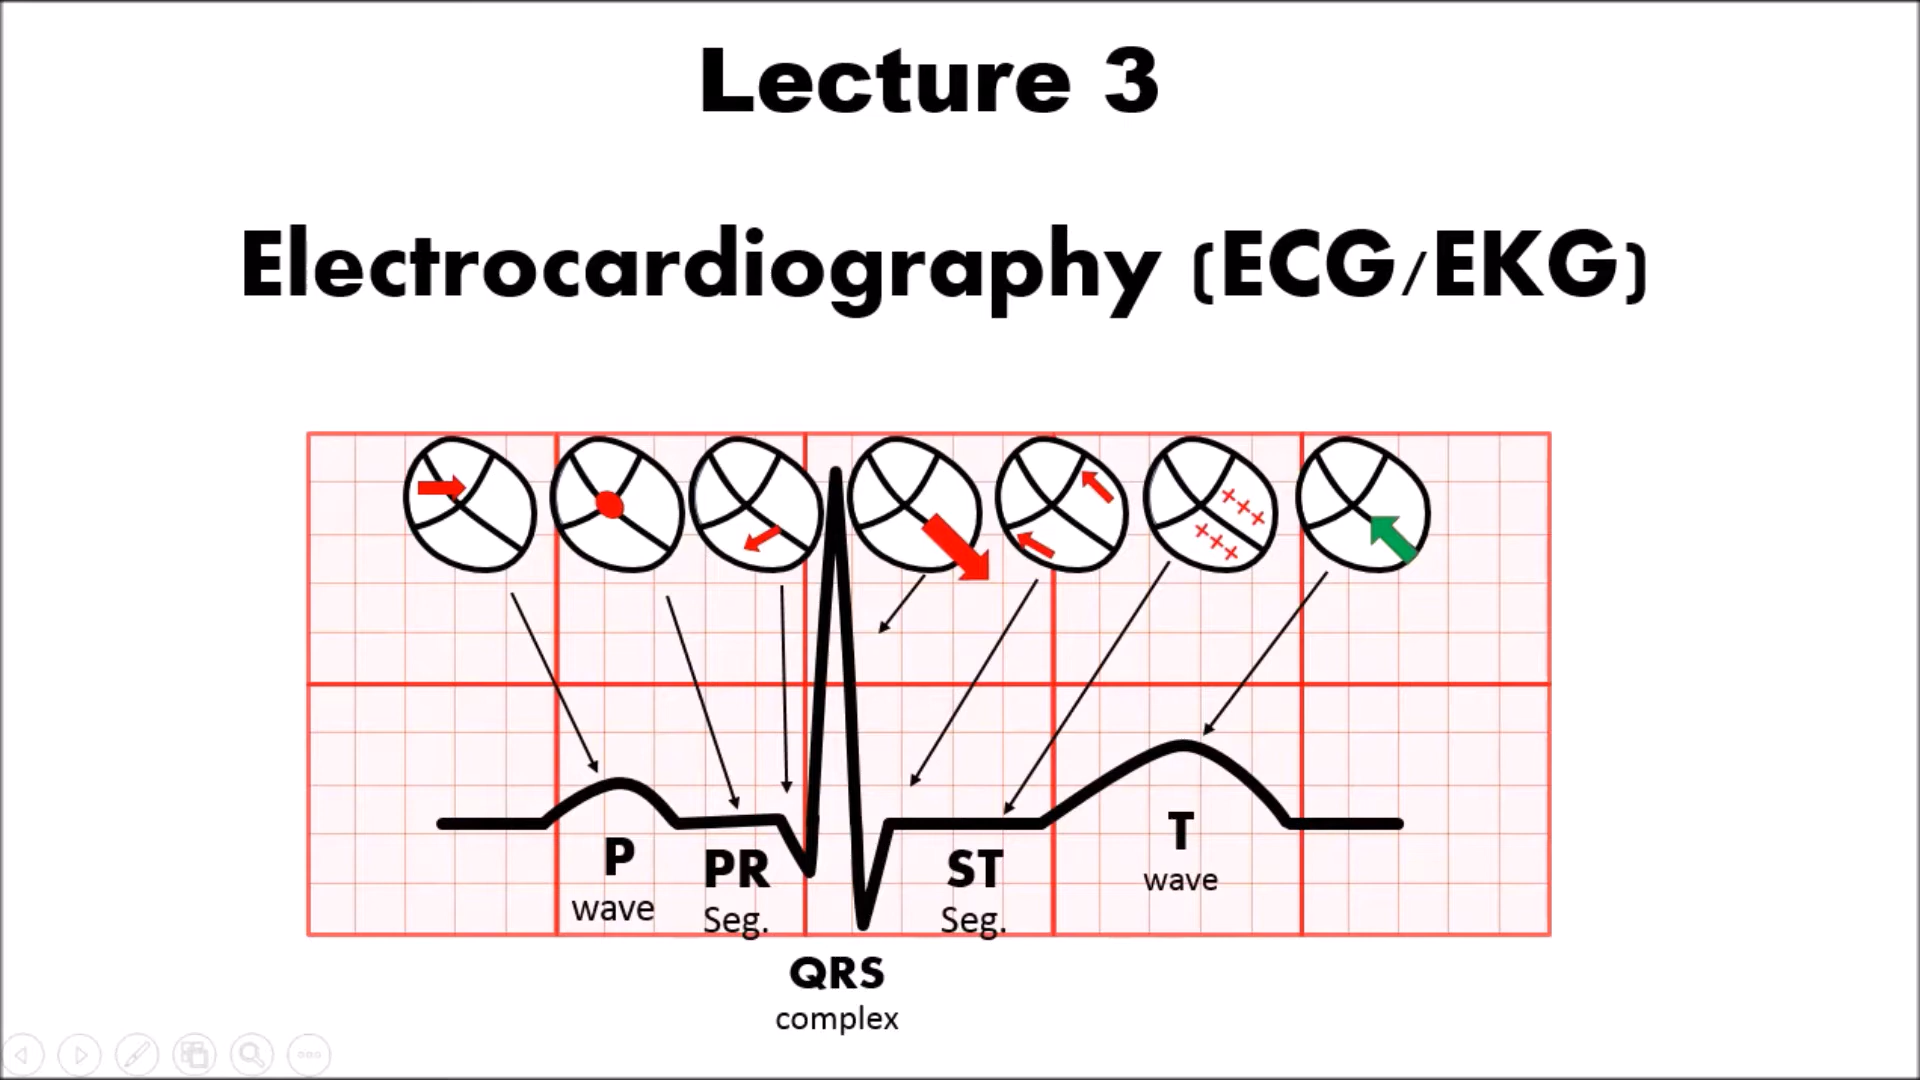 Lecture 3
Electrocardiography (ECG/EKG)
P
wave
PR
Seg.
QRS
complex
ST
Seg.
T
wave